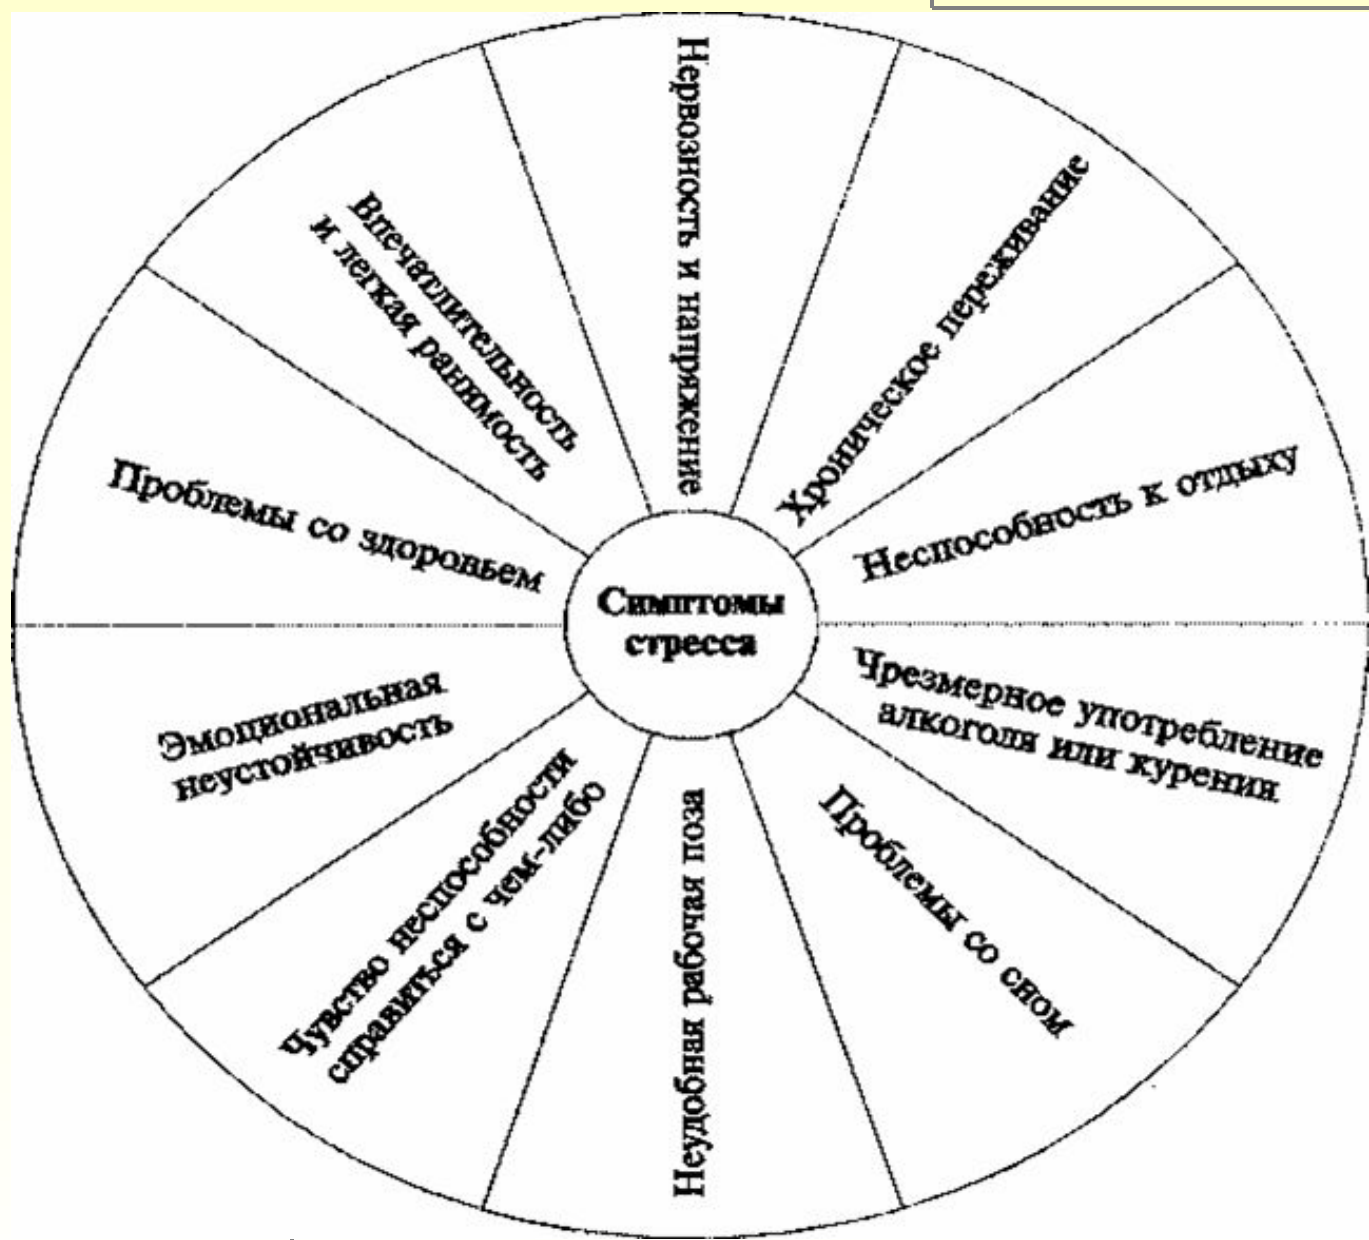 Нервозность и напряжение
Хроническое переживание
Неспособность к отдыху
Чрезмерное употребление
алкоголя или курения
Проблемы со сном
Неудобная рабочая поза
Чувство неспособности
справиться с чем-либо
Эмоциональная
неустойчивость
Проблемы со здоровьем
Впечатлительность
и легкая ранимость
Симптомы
стресса